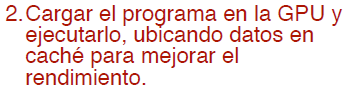 2. Cargar el programa en la GPU y
ejecutarlo, ubicando datos en
caché para mejorar el
rendimiento.